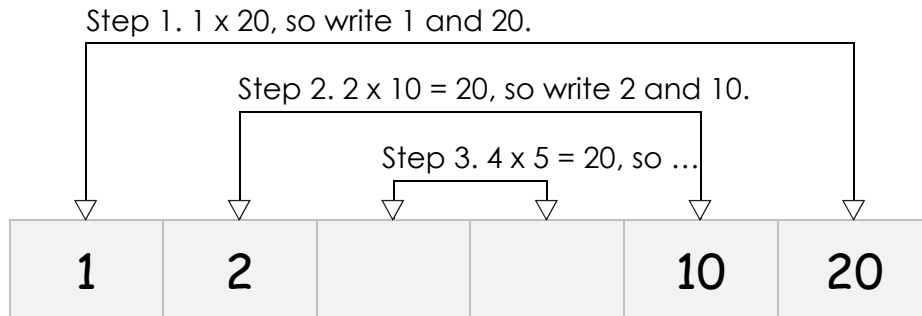 Step 1. 1 x 20, so write 1 and 20.
Step 2. 2 x 10 = 20, so write 2 and 10.
Step 3. 4 x 5 = 20, so …
1 2 10 20